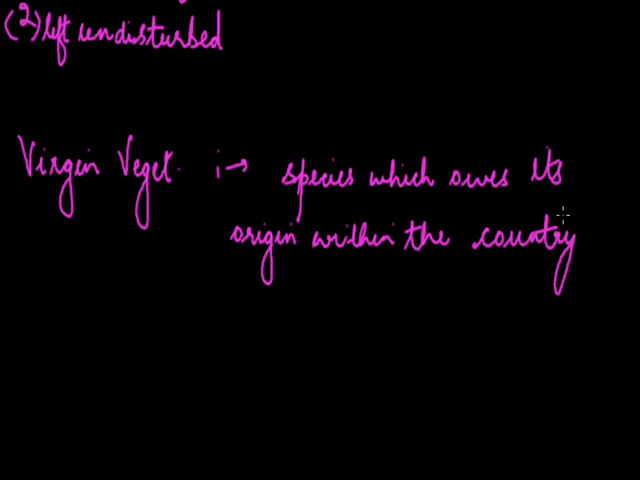 (2) left undisturbed
Virgin Veget. :→ species which owes its
origin within the country